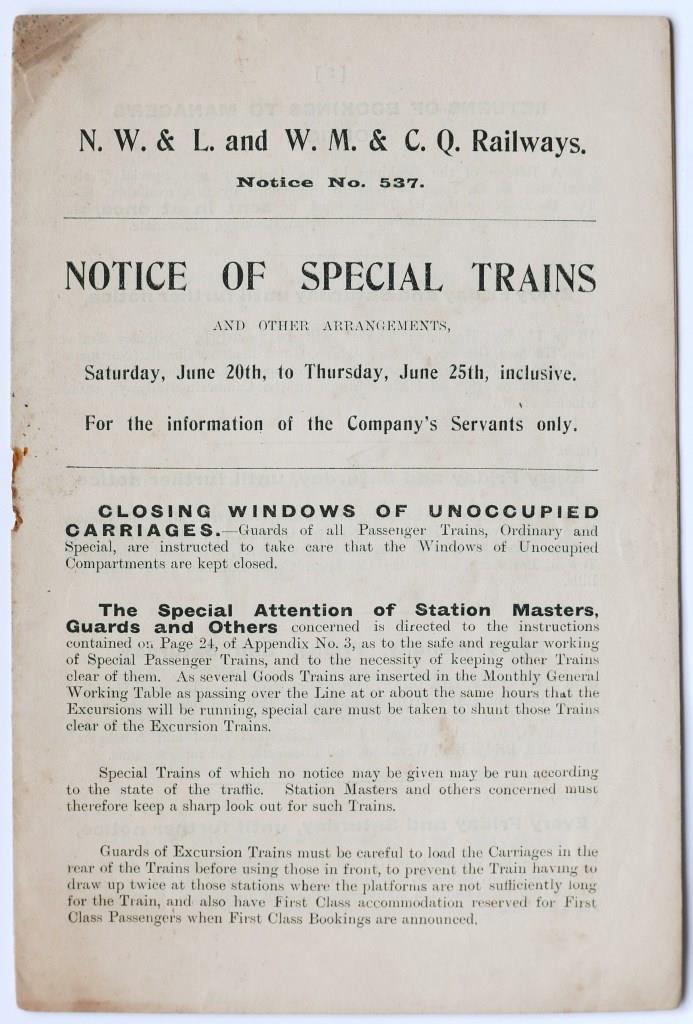 N. W. & L. and W. M. & C. Q. Railways.
Notice No. 537.
NOTICE OF SPECIAL TRAINS
AND OTHER ARRANGEMENTS,
Saturday, June 20th, to Thursday, June 25th, inclusive.
For the information of the Company's Servants only.
CLOSING WINDOWS OF UNOCCUPIED
CARRIAGES.—Guards of all Passenger Trains, Ordinary and
Special, are instructed to take care that the Windows of Unoccupied
Compartments are kept closed.
The Special Attention of Station Masters,
Guards and Others concerned is directed to the instructions
contained on Page 24, of Appendix No. 3, as to the safe and regular working
of Special Passenger Trains, and to the necessity of keeping other Trains
clear of them. As several Goods Trains are inserted in the Monthly General
Working Table as passing over the Line at or about the same hours that the
Excursions will be running, special care must be taken to shunt those Trains
clear of the Excursion Trains.
Special Trains of which no notice may be given may be run according
to the state of the traffic. Station Masters and others concerned must
therefore keep a sharp look out for such Trains.
Guards of Excursion Trains must be careful to load the Carriages in the
rear of the Trains before using those in front, to prevent the Train having to
draw up twice at those stations where the platforms are not sufficiently long
for the Train, and also have First Class accommodation reserved for First
Class Passengers when First Class Bookings are announced.